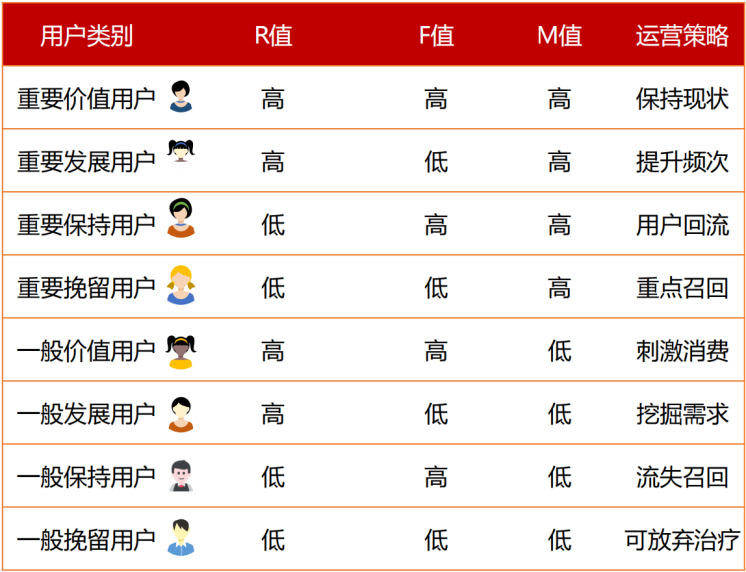 用户类别 R值 F值 M值 运营策略
重要价值用户 高 高 高 保持现状
重要发展用户 高 低 高 提升频次
重要保持用户 低 高 高 用户回流
重要挽留用户 低 低 高 重点召回
一般价值用户 高 高 低 刺激消费
一般发展用户 高 低 低 挖掘需求
一般保持用户 低 高 低 流失召回
一般挽留用户 低 低 低 可放弃治疗